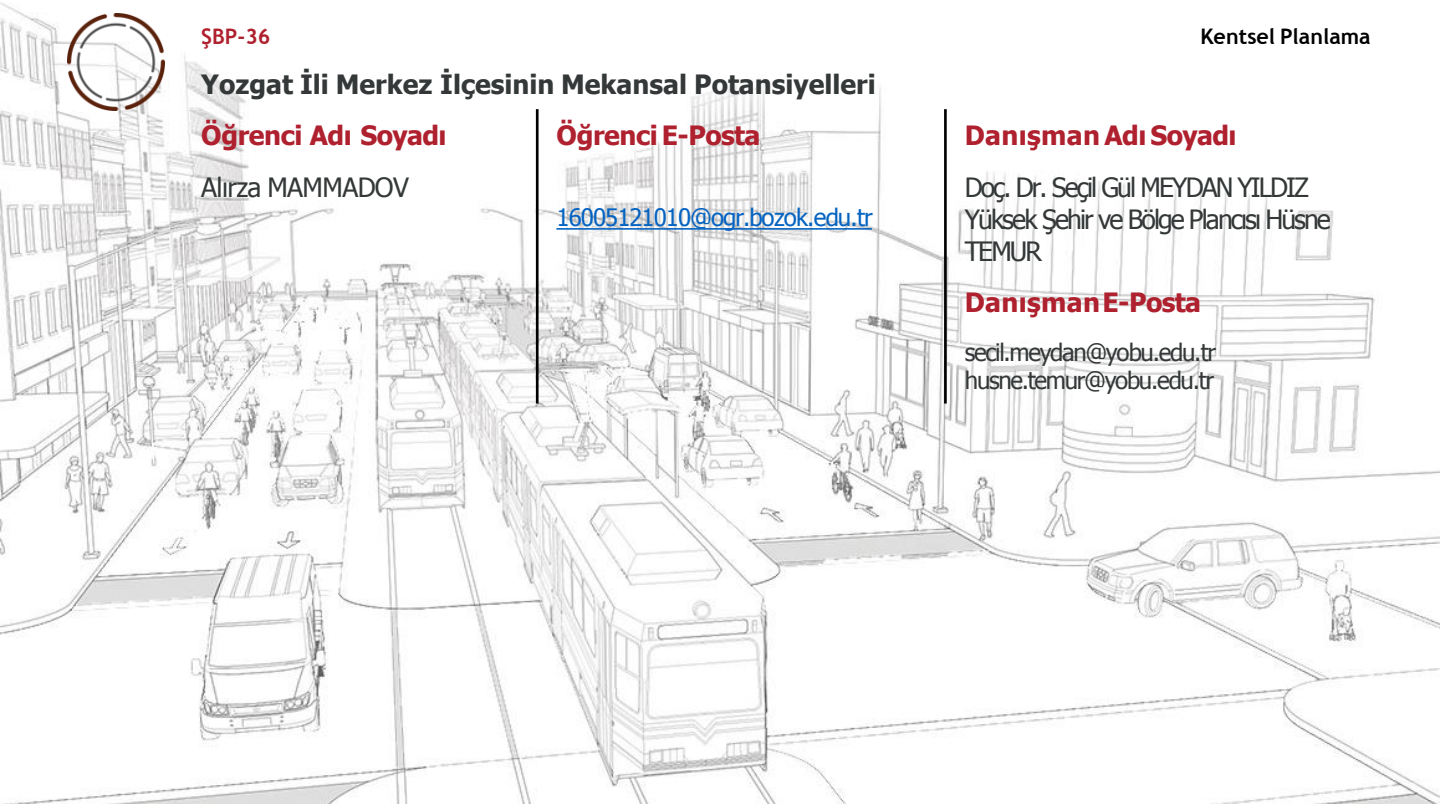 ŞBP-36
Kentsel Planlama
Yozgat İli Merkez İlçesinin Mekansal Potansiyelleri
Öğrenci Adı Soyadı
Alırza MAMMADOV
Öğrenci E-Posta
16005121010@ogr.bozok.edu.tr
Danışman Adı Soyadı
Doç. Dr. Seçil Gül MEYDAN YILDIZ
Yüksek Şehir ve Bölge Plancısı Hüsne
TEMUR
Danışman E-Posta
secil.meydan@yobu.edu.tr
husne.temur@yobu.edu.tr